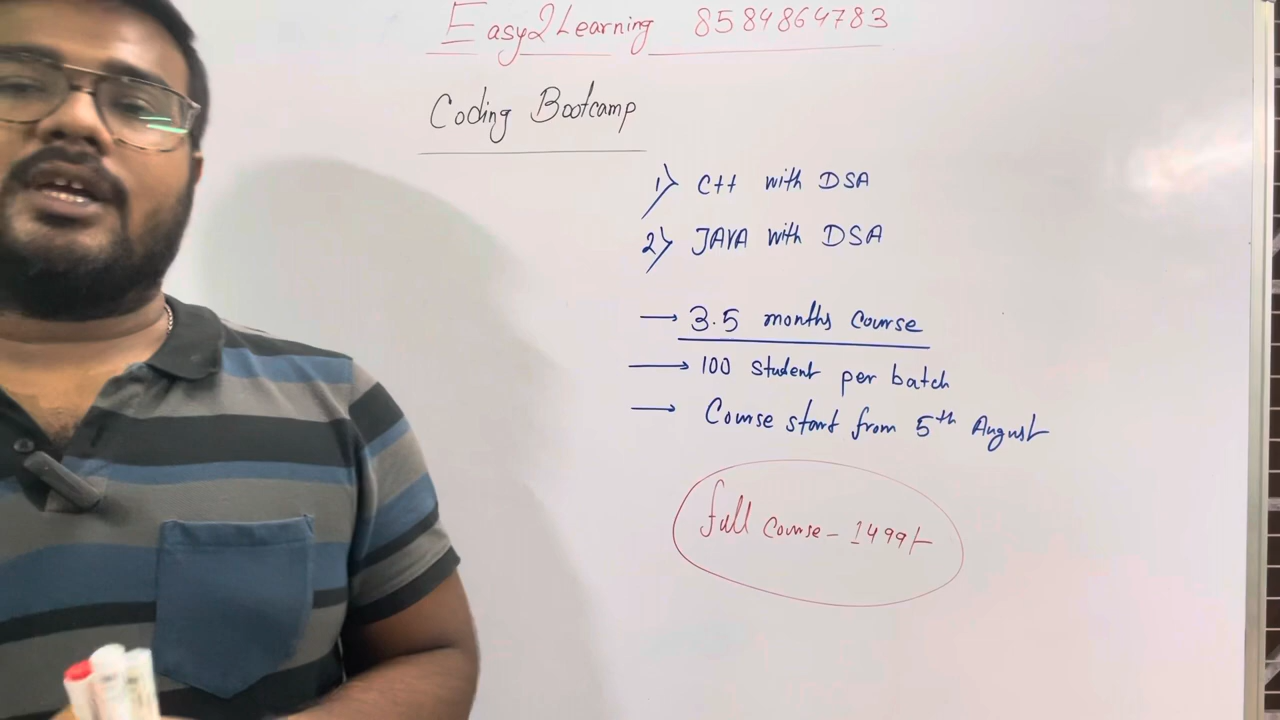 Easy2Learning 8584864783
Coding Bootcamp
1) C++ with DSA
2) JAVA with DSA
→ 3.5 months Course
→ 100 Student per batch
→ Course start from 5th August
full course - 1499/-